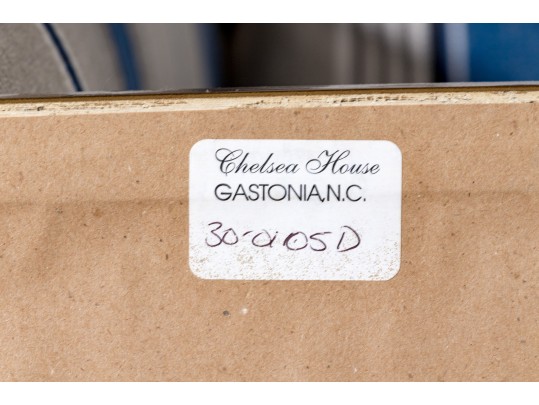 Chelsea House
GASTONIA, N.C.
30-0105D